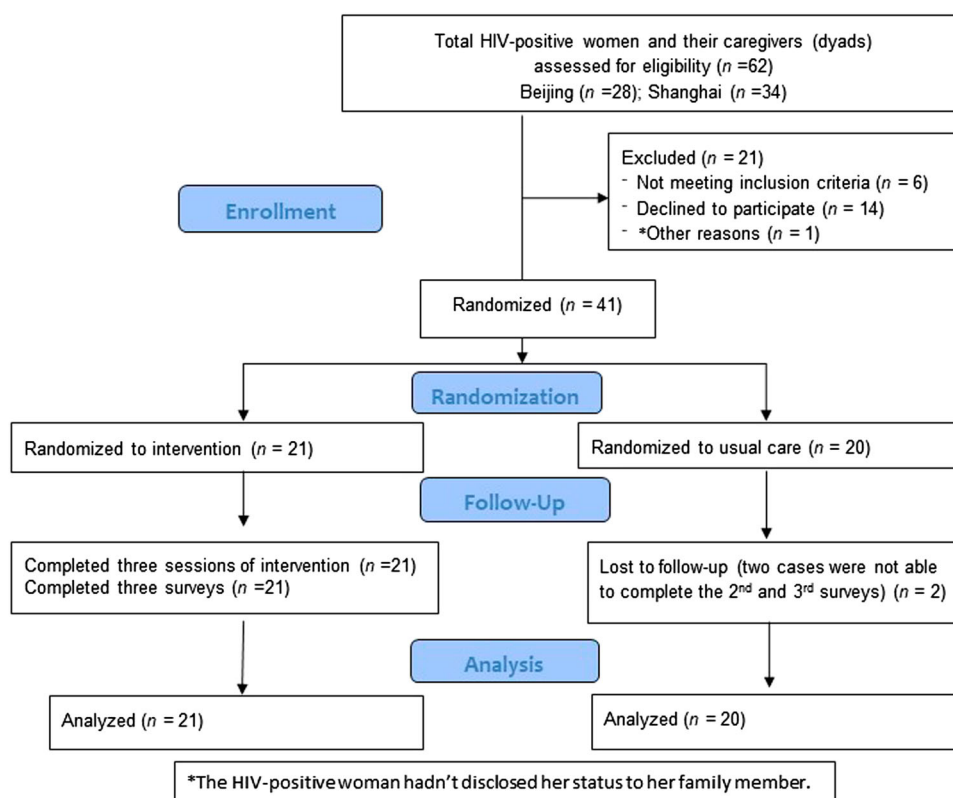 Total HIV-positive women and their caregivers (dyads)
assessed for eligibility (n =62)
Beijing (n =28); Shanghai (n =34)
Excluded (n = 21)
- Not meeting inclusion criteria (n = 6)
- Declined to participate (n = 14)
- *Other reasons (n = 1)
Enrollment
Randomized (n = 41)
Randomization
Randomized to intervention (n = 21)
Randomized to usual care (n = 20)
Follow-Up
Completed three sessions of intervention (n =21)
Completed three surveys (n =21)
Lost to follow-up (two cases were not able
to complete the 2nd and 3rd surveys) (n = 2)
Analysis
Analyzed (n = 21)
Analyzed (n = 20)
*The HIV-positive woman hadn't disclosed her status to her family member.